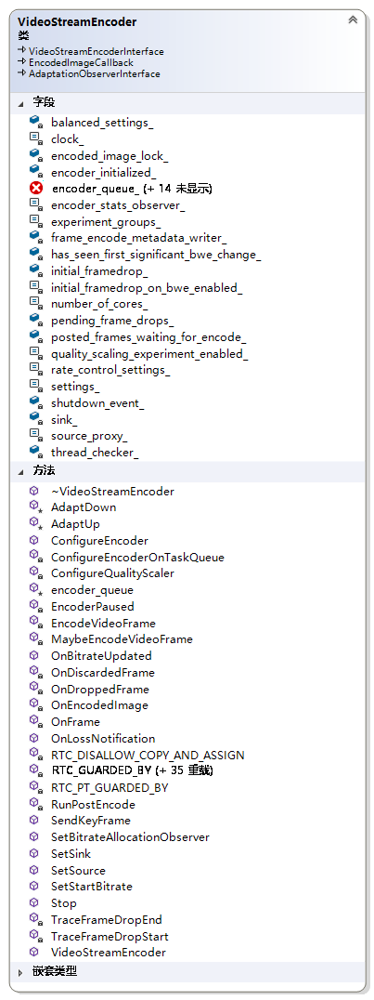 VideoStreamEncoder
类
VideoStreamEncoderInterface
EncodedImageCallback
AdaptationObserverInterface
字段
balanced_settings_
clock_
encoded_image_lock_
encoder_initialized_
encoder_queue_ (+ 14 未显示)
encoder_stats_observer_
experiment_groups_
frame_encode_metadata_writer_
has_seen_first_significant_bwe_change_
initial_framedrop_
initial_framedrop_on_bwe_enabled_
number_of_cores_
pending_frame_drops_
posted_frames_waiting_for_encode_
quality_scaling_experiment_enabled_
rate_control_settings_
settings_
shutdown_event_
sink_
source_proxy_
thread_checker_
方法
~VideoStreamEncoder
AdaptDown
AdaptUp
ConfigureEncoder
ConfigureEncoderOnTaskQueue
ConfigureQualityScaler
encoder_queue
EncoderPaused
EncodeVideoFrame
MaybeEncodeVideoFrame
OnBitrateUpdated
OnDiscardedFrame
OnDroppedFrame
OnEncodedImage
OnFrame
OnLossNotification
RTC_DISALLOW_COPY_AND_ASSIGN
RTC_GUARDED_BY (+ 35 重载)
RTC_PT_GUARDED_BY
RunPostEncode
SendKeyFrame
SetBitrateAllocationObserver
SetSink
SetSource
SetStartBitrate
Stop
TraceFrameDropEnd
TraceFrameDropStart
VideoStreamEncoder
嵌套类型